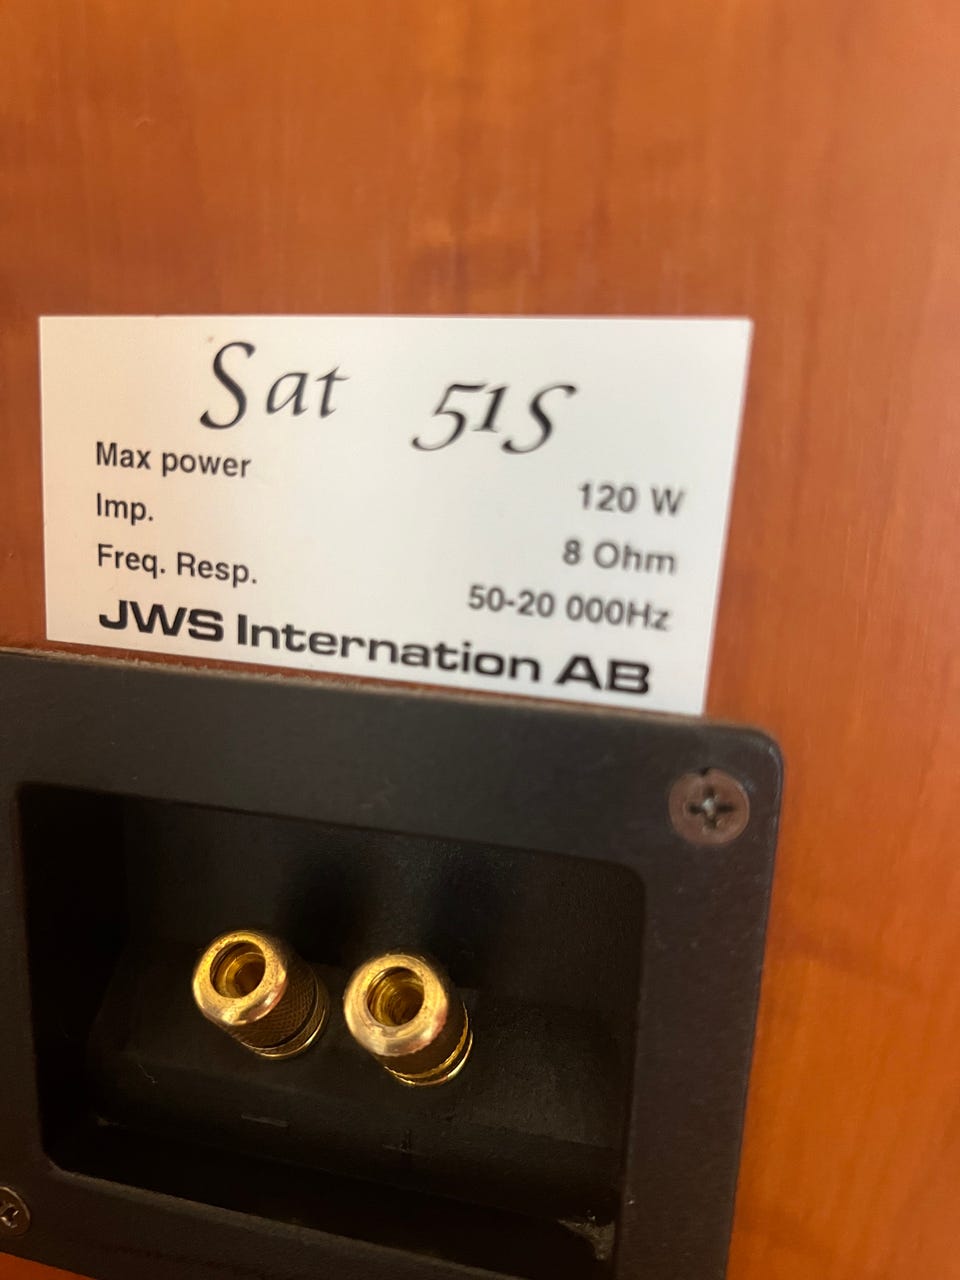 Sat 51S
Max power 120 W
Imp. 8 Ohm
Freq. Resp. 50-20 000Hz
JWS Internation AB